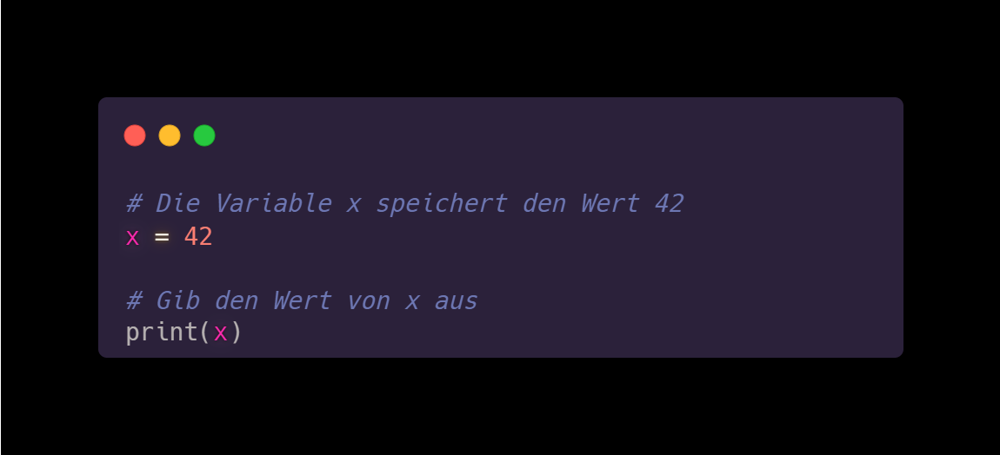 # Die Variable x speichert den Wert 42
x = 42
# Gib den Wert von x aus
print(x)